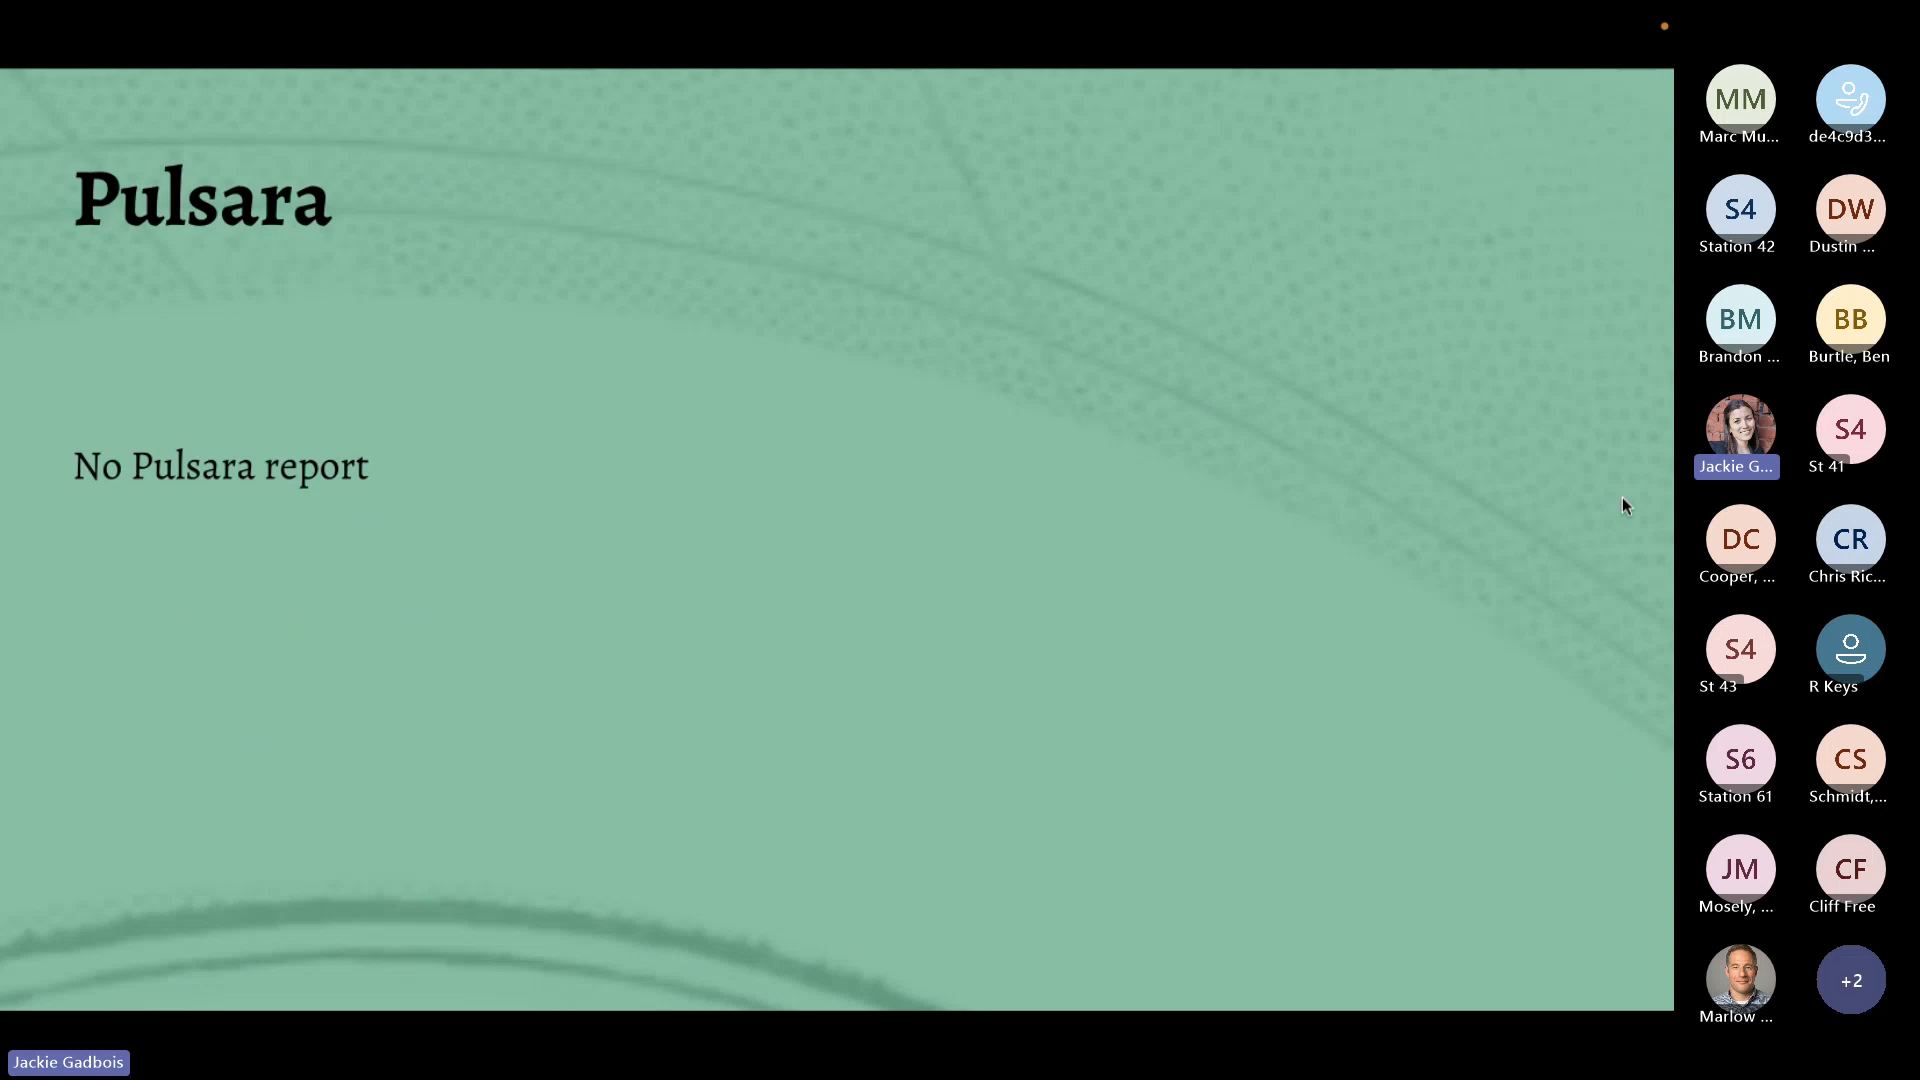 Pulsara
No Pulsara report
MM
Marc Mu...
de4c9d3...
S4
Station 42
DW
Dustin ...
BM
Brandon ...
BB
Burtle, Ben
Jackie G...
S4
St 41
DC
Cooper, ...
CR
Chris Ric...
S4
St 43
R Keys
S6
Station 61
CS
Schmidt,...
JM
Mosely, ...
CF
Cliff Free
Marlow ...
+2
Jackie Gadbois